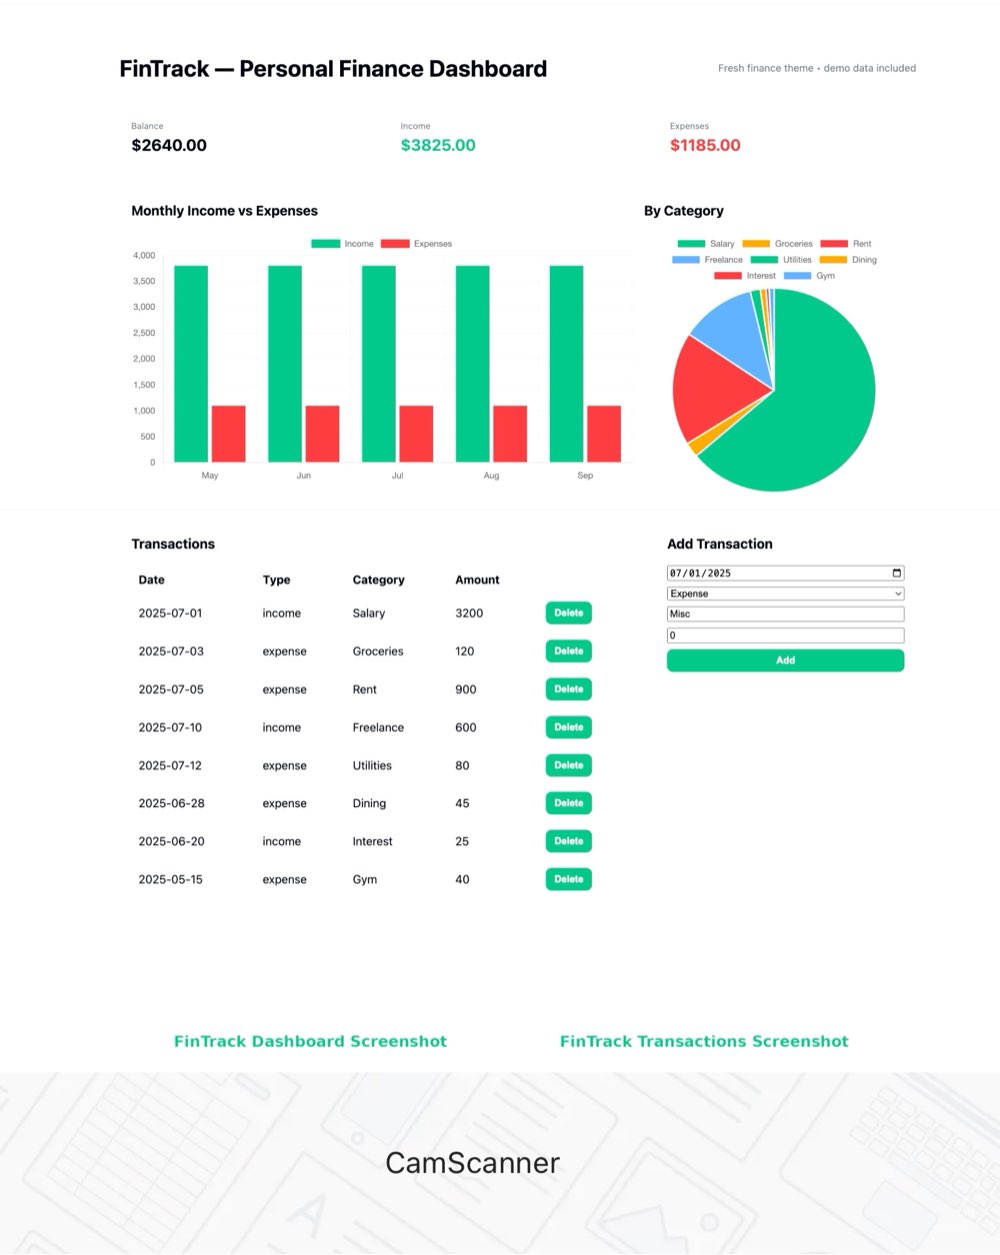 FinTrack — Personal Finance Dashboard
Fresh finance theme • demo data included
Balance Income Expenses
$2640.00 $3825.00 $1185.00
Monthly Income vs Expenses
Income Expenses
4,000
3,500
3,000
2,500
2,000
1,500
1,000
500
0
May Jun Jul Aug Sep
By Category
Salary Groceries Rent
Freelance Utilities Dining
Interest Gym
Transactions
Date Type Category Amount
2025-07-01 income Salary 3200 Delete
2025-07-03 expense Groceries 120 Delete
2025-07-05 expense Rent 900 Delete
2025-07-10 income Freelance 600 Delete
2025-07-12 expense Utilities 80 Delete
2025-06-28 expense Dining 45 Delete
2025-06-20 income Interest 25 Delete
2025-05-15 expense Gym 40 Delete
Add Transaction
07/01/2025
Expense
Misc
0
Add
FinTrack Dashboard Screenshot
FinTrack Transactions Screenshot
CamScanner